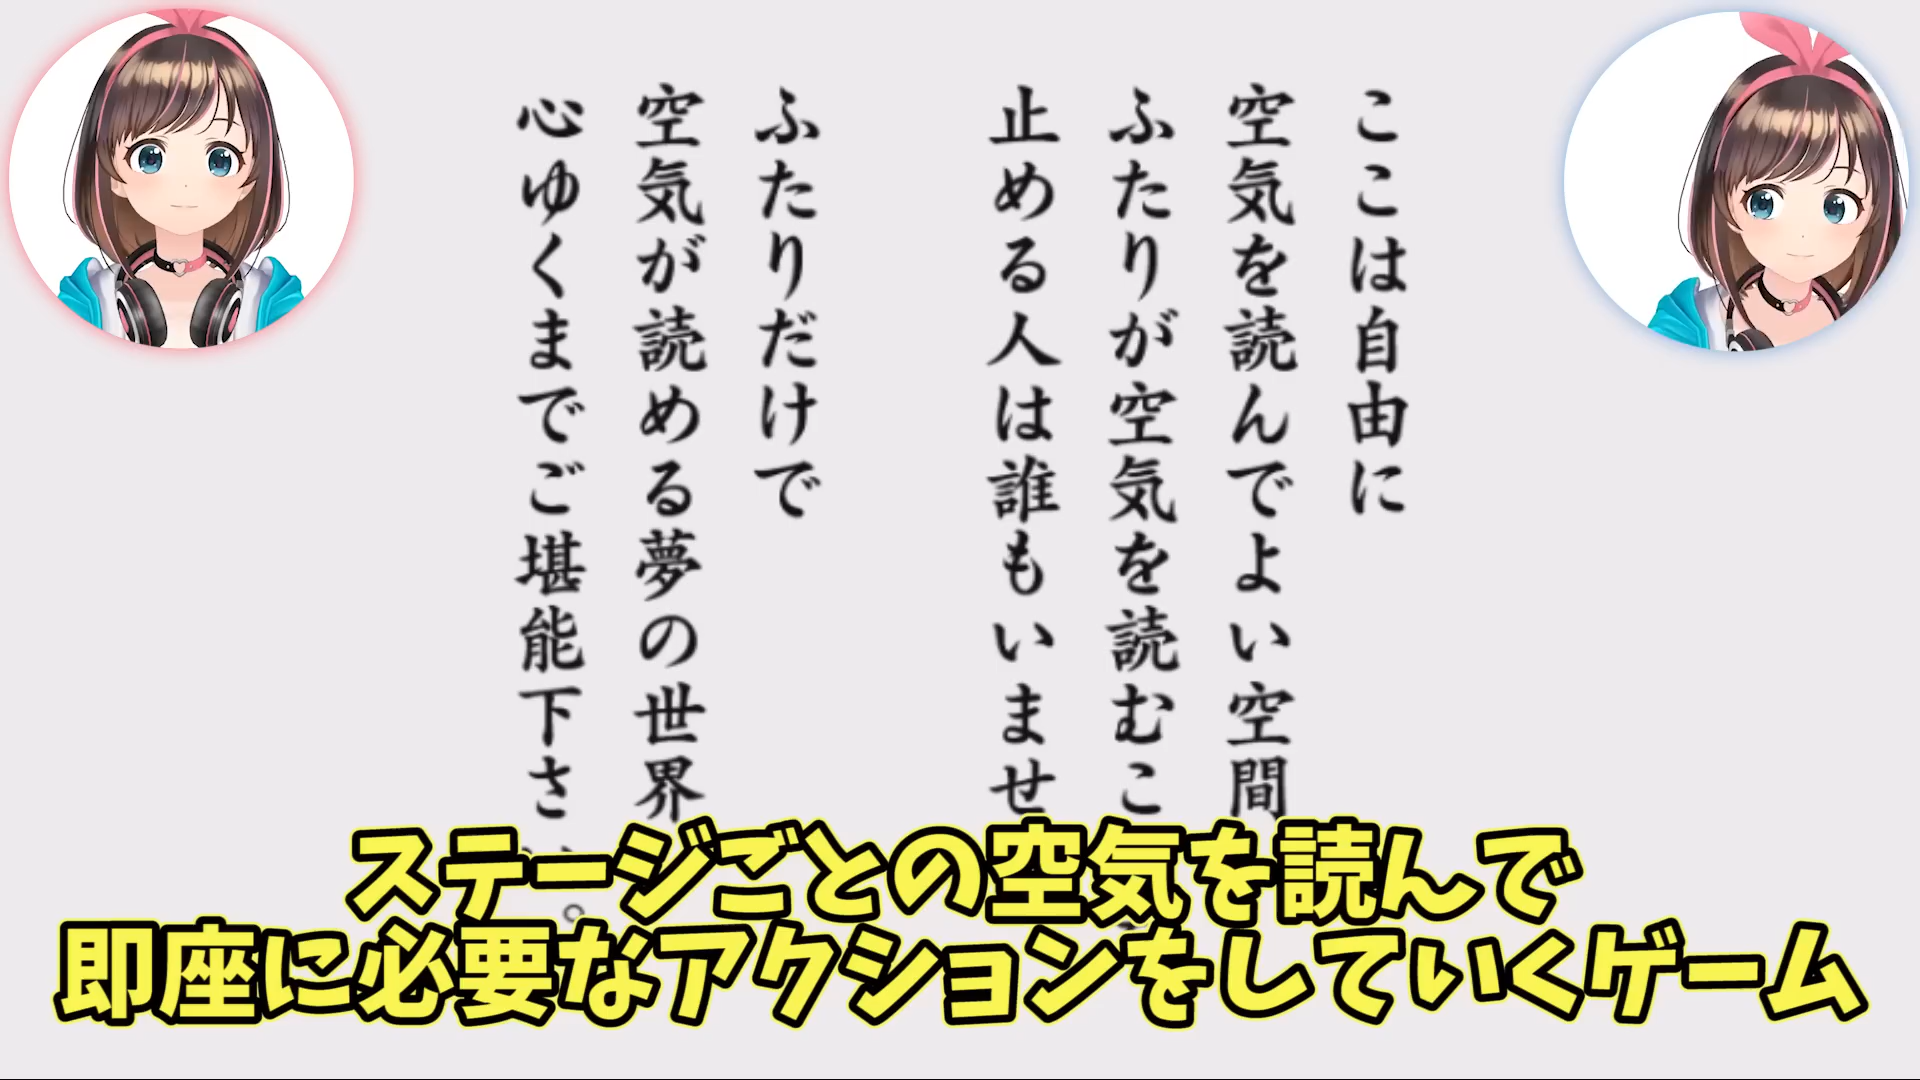 ここは自由に
空気を読んでよい空間
ふたりが空気を読むこ
止める人は誰もいませ
ふたりだけで
空気が読める夢の世界
心ゆくまでご堪能下さい。
ステージごとの空気を読んで
即座に必要なアクションをしていくゲーム